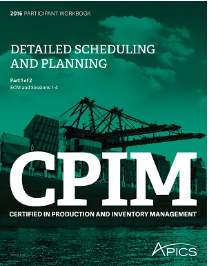 2016 PARTICIPANT WORKBOOK
DETAILED SCHEDULING
AND PLANNING
Part 1 of 2
ECM and Sessions 1-4
CPIM
CERTIFIED IN PRODUCTION AND INVENTORY MANAGEMENT
APICS